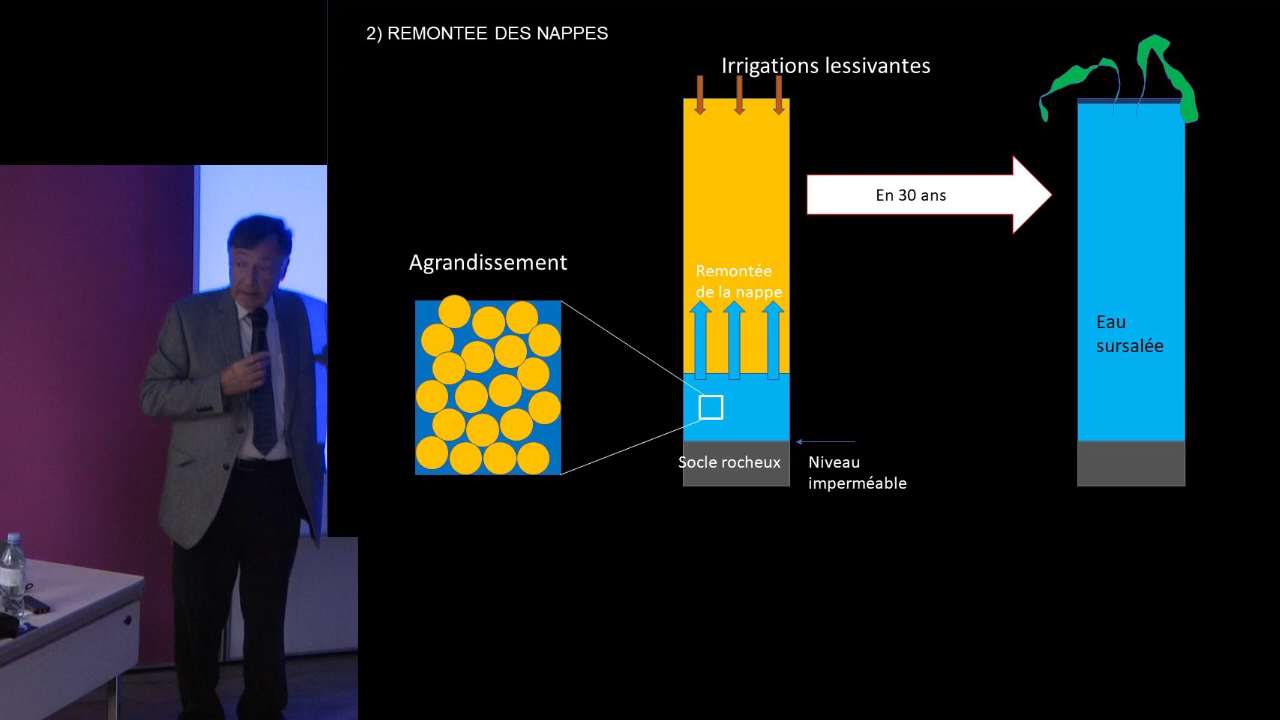 2) REMONTEE DES NAPPES
Irrigations lessivantes
En 30 ans
Agrandissement
Remontée
de la nappe
Eau
sursalée
Socle rocheux
Niveau
imperméable